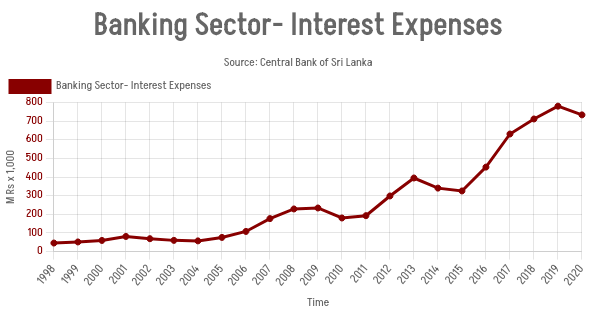 Banking Sector- Interest Expenses
Source: Central Bank of Sri Lanka
Banking Sector- Interest Expenses
M Rs x 1,000
800
700
600
500
400
300
200
100
0
1998 1999 2000 2001 2002 2003 2004 2005 2006 2007 2008 2009 2010 2011 2012 2013 2014 2015 2016 2017 2018 2019 2020
Time